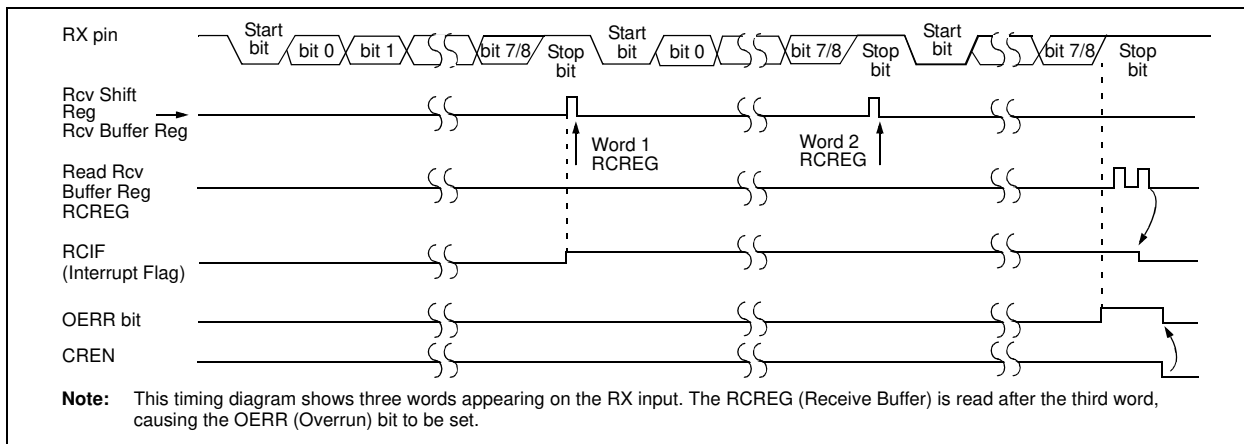 RX pin
Start
bit
bit 0
bit 1
bit 7/8
Stop
bit
Start
bit
bit 0
bit 7/8
Stop
bit
Start
bit
bit 7/8
Stop
bit
Rcv Shift
Reg
Rcv Buffer Reg
Word 1
RCREG
Word 2
RCREG
Read Rcv
Buffer Reg
RCREG
RCIF
(Interrupt Flag)
OERR bit
CREN
Note: This timing diagram shows three words appearing on the RX input. The RCREG (Receive Buffer) is read after the third word,
causing the OERR (Overrun) bit to be set.